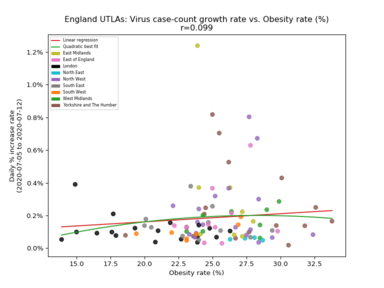 England UTLAs: Virus case-count growth rate vs. Obesity rate (%)
r=0.099
Linear regression
Quadratic best fit
East Midlands
East of England
London
North East
North West
South East
South West
West Midlands
Yorkshire and The Humber
Daily % increase rate
(2020-07-05 to 2020-07-12)
1.2%
1.0%
0.8%
0.6%
0.4%
0.2%
0.0%
15.0
17.5
20.0
22.5
25.0
27.5
30.0
32.5
Obesity rate (%)